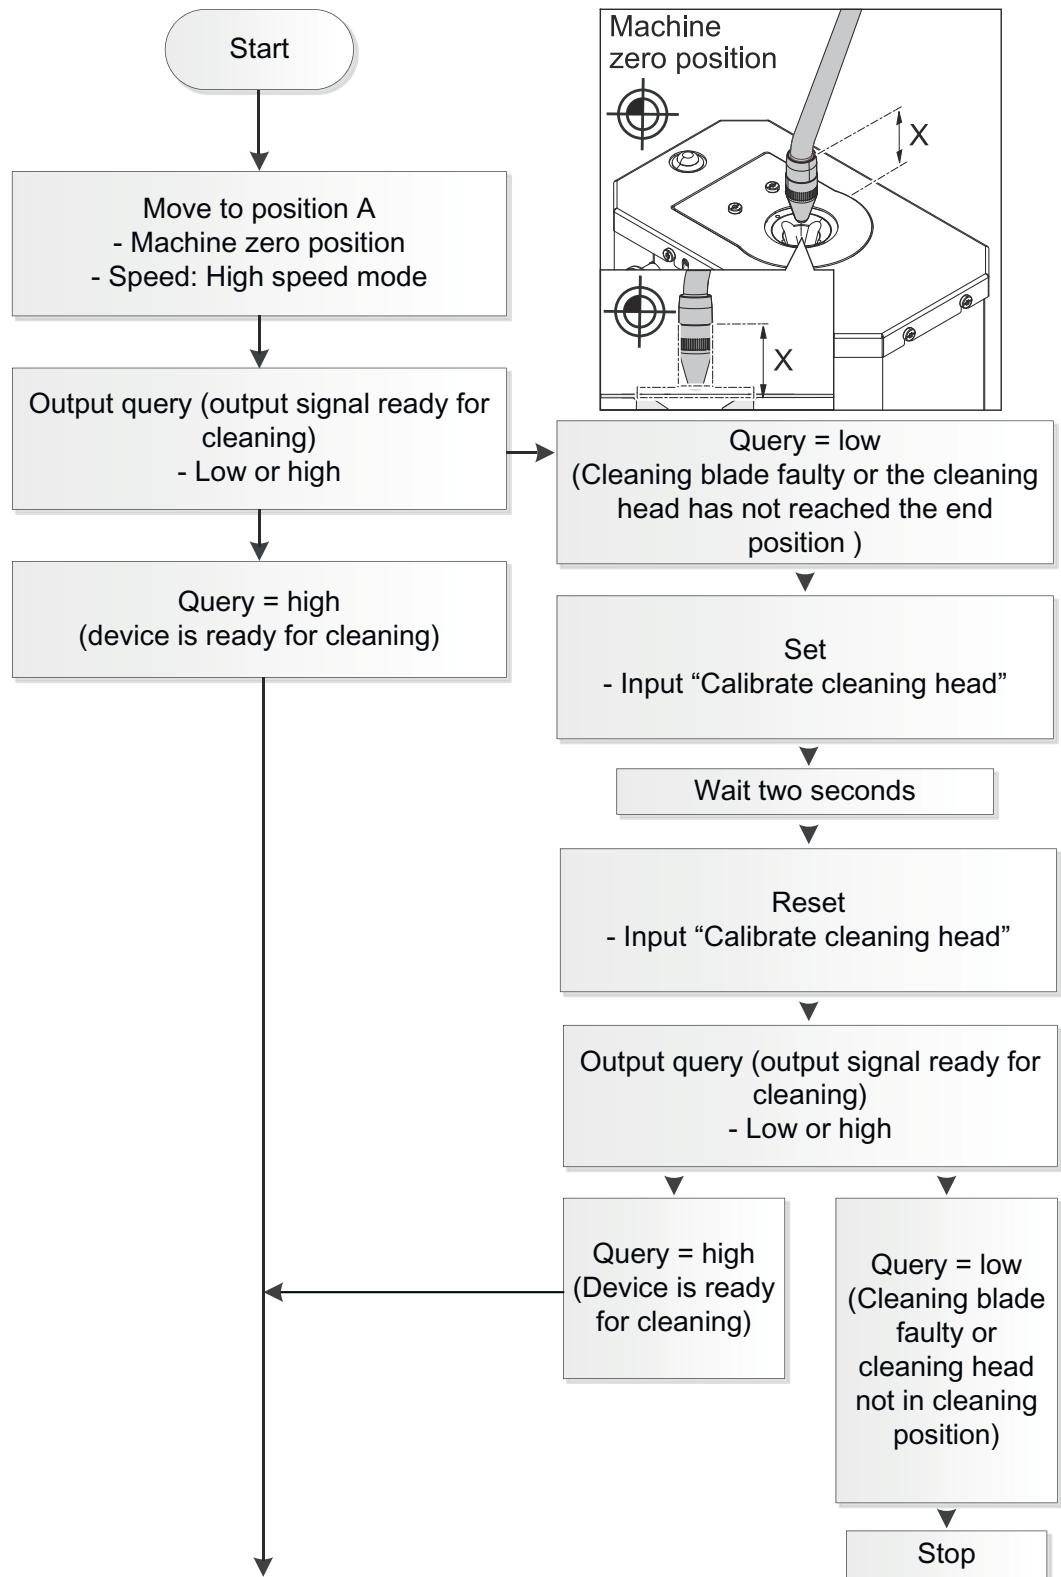 Start
Machine
zero position
X
X
Move to position A
- Machine zero position
- Speed: High speed mode
Output query (output signal ready for
cleaning)
- Low or high
Query = low
(Cleaning blade faulty or the cleaning
head has not reached the end
position )
Query = high
(device is ready for cleaning)
Set
- Input “Calibrate cleaning head”
Wait two seconds
Reset
- Input “Calibrate cleaning head”
Output query (output signal ready for
cleaning)
- Low or high
Query = high
(Device is ready
for cleaning)
Query = low
(Cleaning blade
faulty or
cleaning head
not in cleaning
position)
Stop